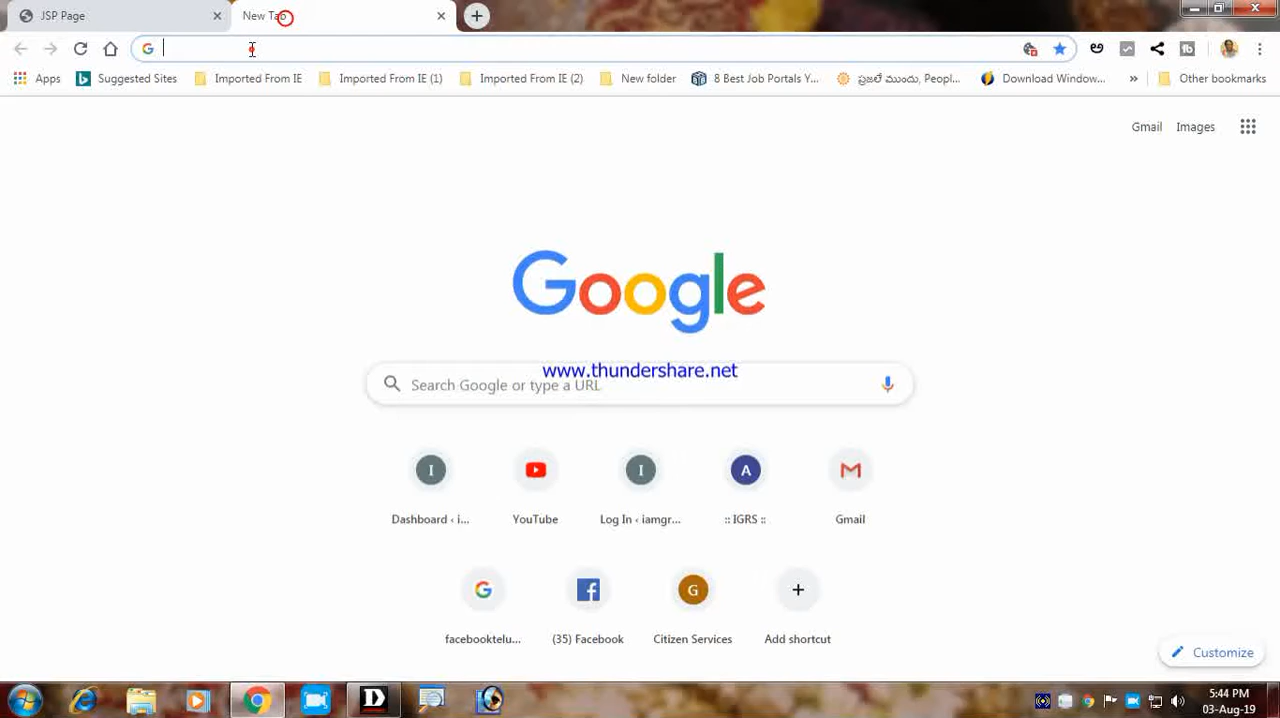 JSP Page
New Tab
Apps
Suggested Sites
Imported From IE
Imported From IE (1)
Imported From IE (2)
New folder
8 Best Job Portals Y...
ప్రజలే ముందు, Peopl...
Download Window...
»
Other bookmarks
Gmail
Images
Google
www.thundershare.net
Search Google or type a URL
I
Dashboard ‹ i...
YouTube
I
Log In ‹ iamgr...
A
:: IGRS ::
Gmail
facebooktelu...
(35) Facebook
G
Citizen Services
Add shortcut
Customize
5:44 PM
03-Aug-19